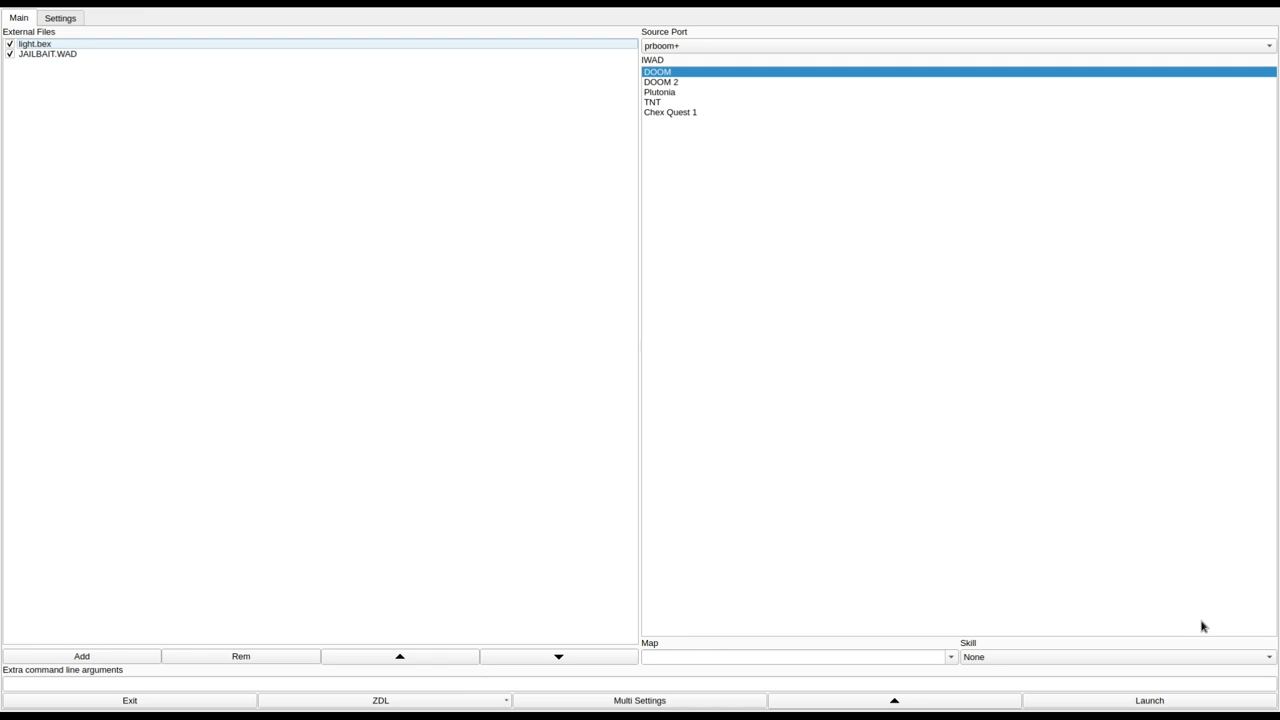 Main Settings
External Files
light.bex
JAILBAIT.WAD
Source Port
prboom+
IWAD
DOOM
DOOM 2
Plutonia
TNT
Chex Quest 1
Map Skill
None
Add Rem
Extra command line arguments
Exit ZDL Multi Settings Launch